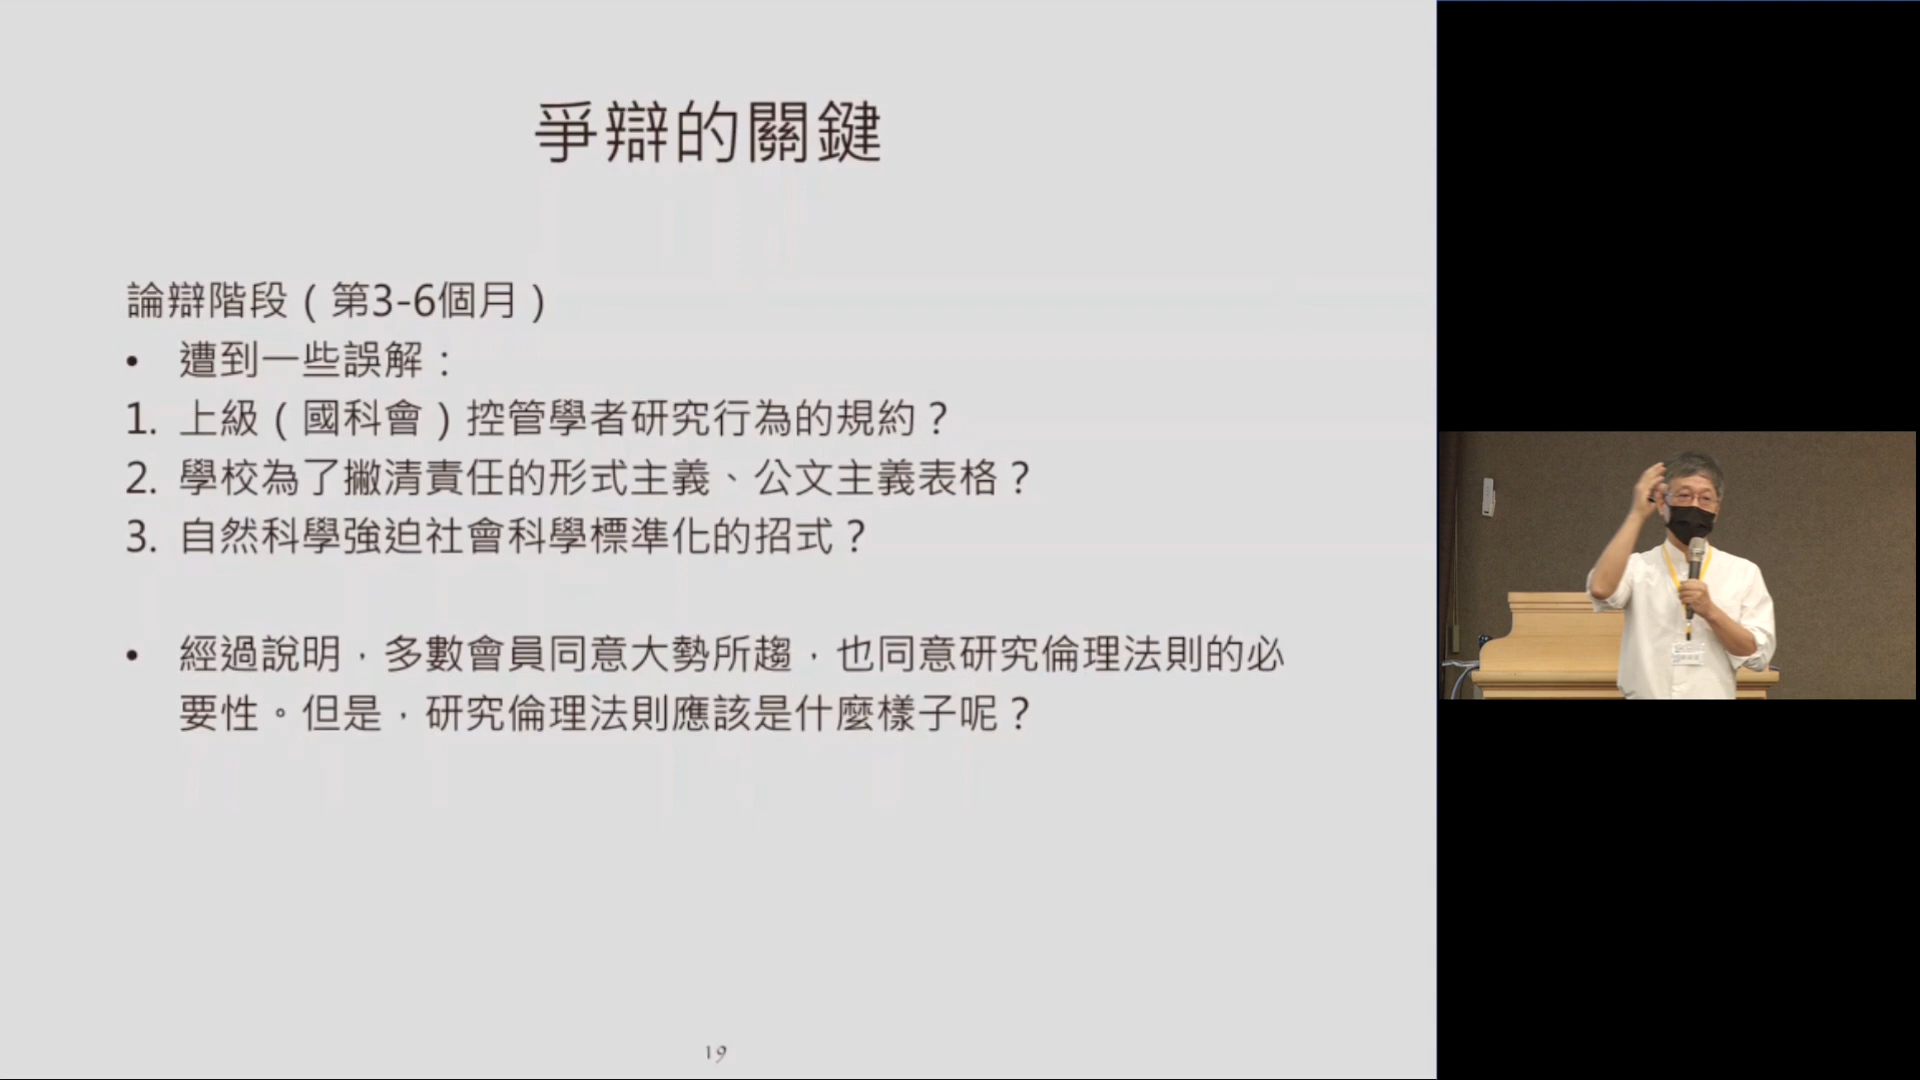 爭辯的關鍵
論辯階段（第3-6個月）
• 遭到一些誤解：
1. 上級（國科會）控管學者研究行為的規約？
2. 學校為了撇清責任的形式主義、公文主義表格？
3. 自然科學強迫社會科學標準化的招式？
• 經過說明，多數會員同意大勢所趨，也同意研究倫理法則的必
要性。但是，研究倫理法則應該是什麼樣子呢？
19